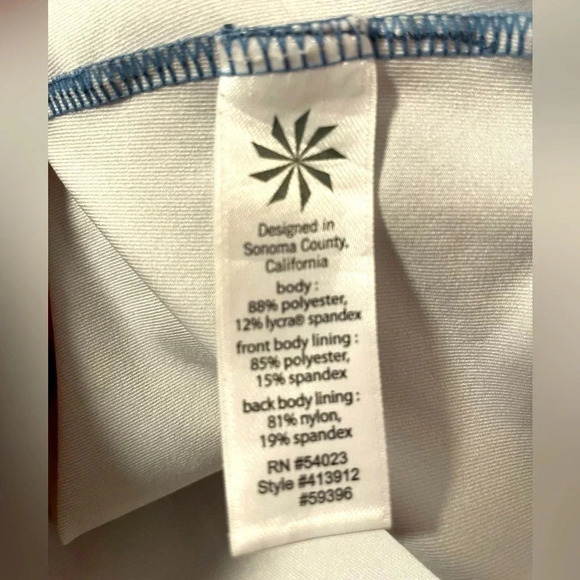 Designed in
Sonoma County,
California
body :
88% polyester,
12% lycra® spandex
front body lining :
85% polyester,
15% spandex
back body lining :
81% nylon,
19% spandex
RN #54023
Style #413912
#59396